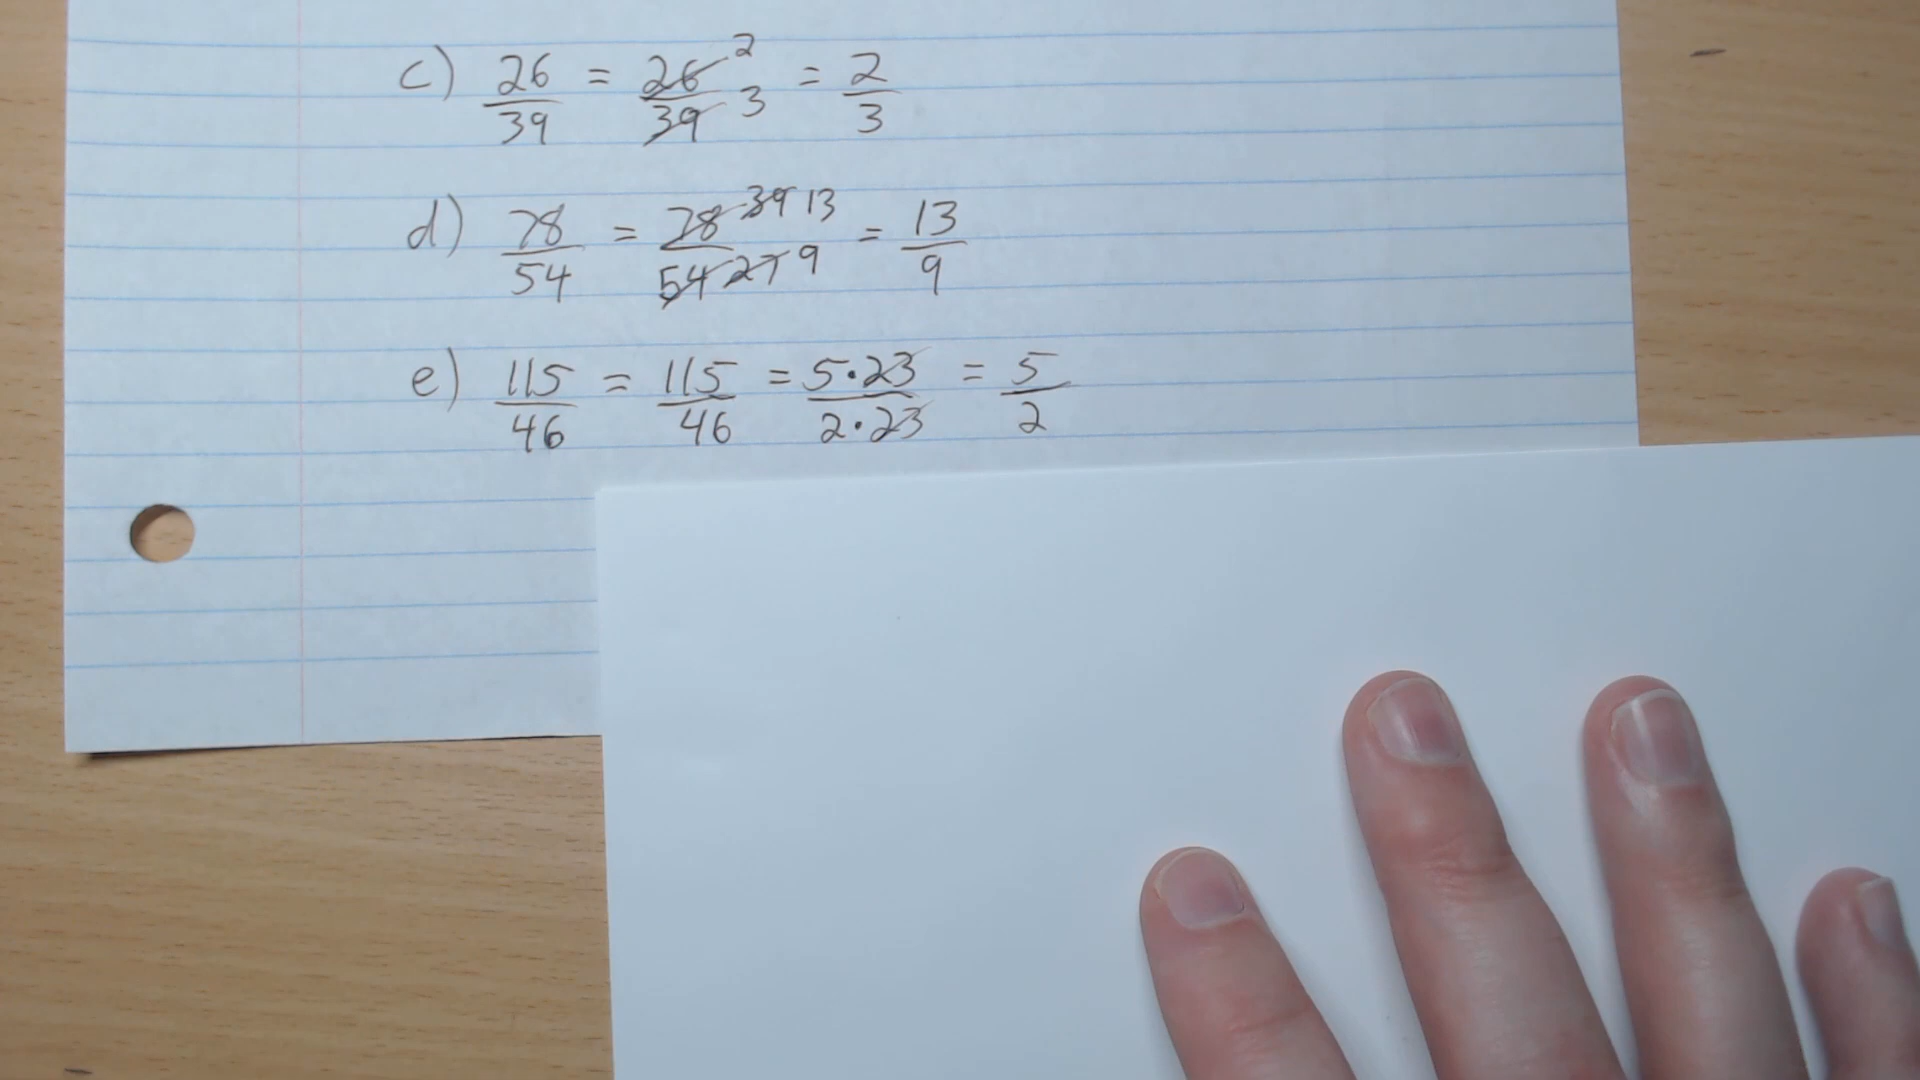 c) 26/39 = 26/39 2/3 = 2/3
d) 78/54 = 78/54 39/27 13/9 = 13/9
e) 115/46 = 115/46 = 5·23/2·23 = 5/2